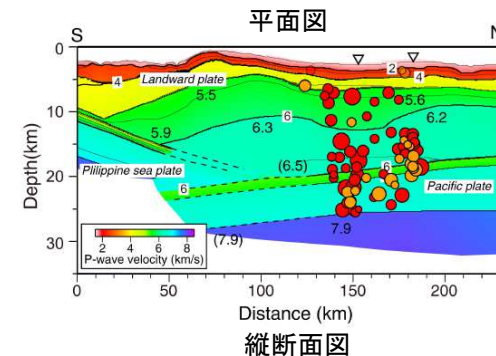 平面図
S
N
0
10
20
30
Depth(km)
2
4
4
Landward plate
5.5
5.6
5.9
6
6.3
6.2
(6.5)
Plilippine sea plate
6
6
Pacific plate
(7.9)
7.9
2 4 6 8
P-wave velocity (km/s)
0 50 100 150 200
Distance (km)
縦断面図